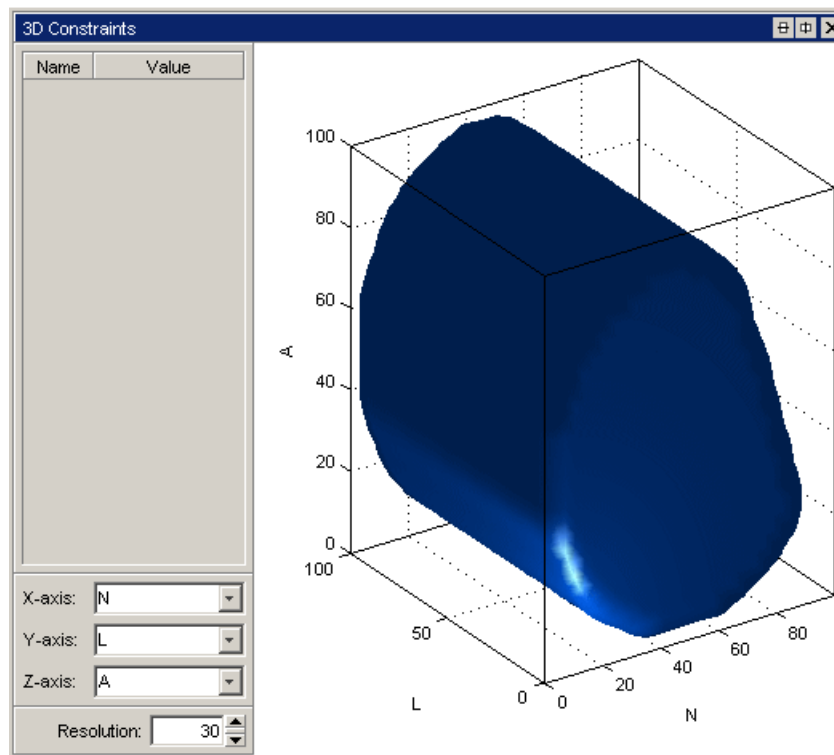 3D Constraints
Name Value
100
80
60
40
20
0
A
100
50
0
L
0
20
40
60
80
N
X-axis: N
Y-axis: L
Z-axis: A
Resolution: 30